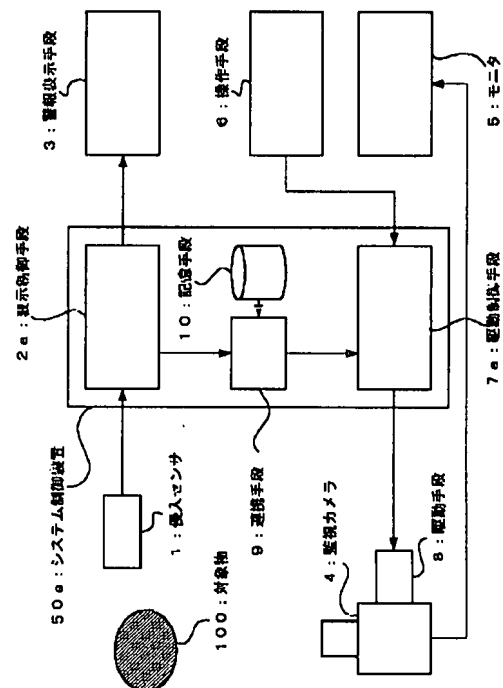 3：警報表示手段
6：操作手段
5：モニタ
2a：表示制御手段
10：記憶手段
7a：駆動制御手段
50a：システム制御装置
1：侵入センサ
9：連携手段
4：監視カメラ
8：駆動手段
100：対象物